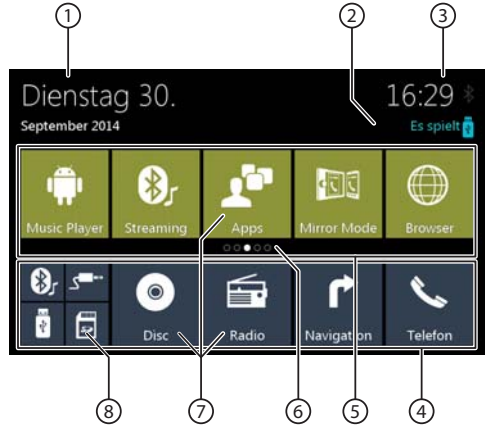 1 2 3
Dienstag 30. 16:29
September 2014 Es spielt
Music Player Streaming Apps Mirror Mode Browser
Disc Radio Navigation Telefon
8 7 6 5 4